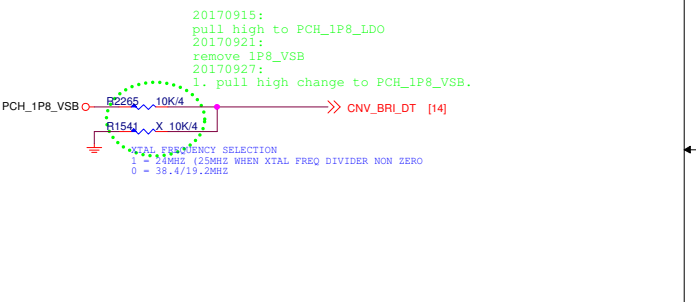 20170915:
pull high to PCH_1P8_LDO
20170921:
remove 1P8_VSB
20170927:
1. pull high change to PCH_1P8_VSB.
PCH_1P8_VSB R2265 10K/4 CNV_BRI_DT [14]
R1541 X_10K/4
XTAL FREQUENCY SELECTION
1 = 24MHZ (25MHZ WHEN XTAL FREQ DIVIDER NON ZERO
0 = 38.4/19.2MHZ